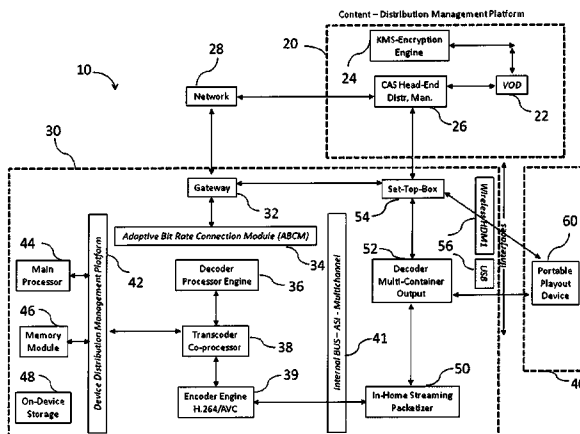 Content – Distribution Management Platform
20
KMS-Encryption
Engine
28
10
24
VOD
Network
CAS Head-End
Distr, Man.
22
26
30
Gateway
Set-Top-Box
32
54
Wireless/HDMI
Interfaces
Adaptive Bit Rate Connection Module (ABCM)
44
34
52
56
60
Main
Processor
42
Decoder
Processor Engine
36
Decoder
Multi-Container
Output
USB
Portable
Playout
Device
Device Distribution Management Platform
Internal BUS – ASI - Multichannel
46
41
Memory
Module
Transcoder
Co-processor
38
48
39
50
On-Device
Storage
Encoder Engine
H.264/AVC
In-Home Streaming
Packetizer